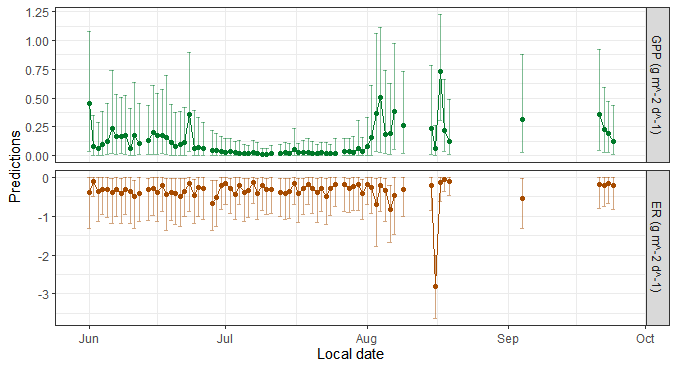 1.25
1.00
0.75
0.50
0.25
0.00
GPP (g m^-2 d^-1)
Predictions
0
-1
-2
-3
ER (g m^-2 d^-1)
Jun Jul Aug Sep Oct
Local date